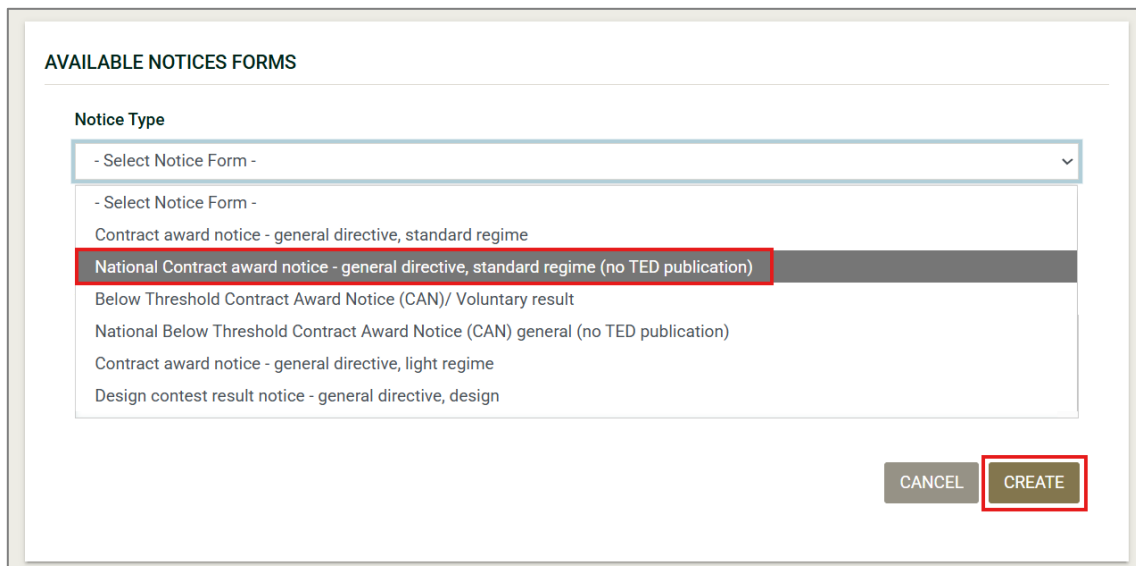 AVAILABLE NOTICES FORMS
Notice Type
- Select Notice Form -
- Select Notice Form -
Contract award notice - general directive, standard regime
National Contract award notice - general directive, standard regime (no TED publication)
Below Threshold Contract Award Notice (CAN)/ Voluntary result
National Below Threshold Contract Award Notice (CAN) general (no TED publication)
Contract award notice - general directive, light regime
Design contest result notice - general directive, design
CANCEL CREATE